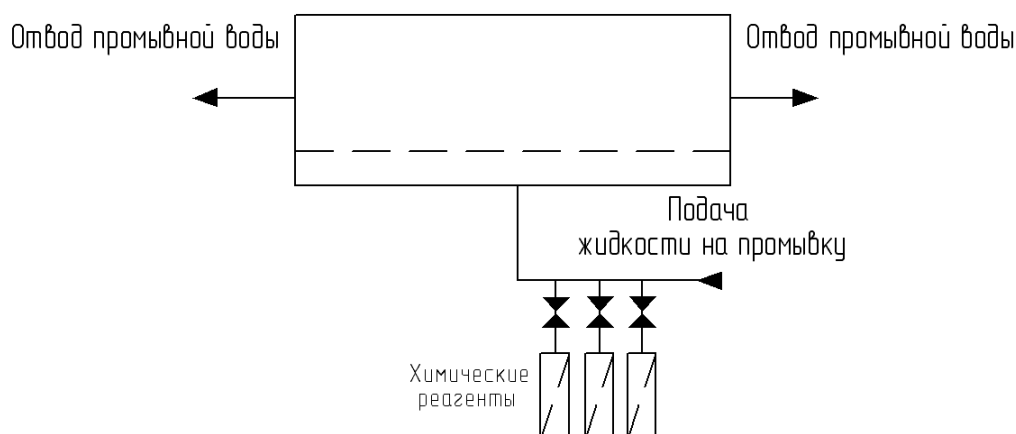 Отвод промывной воды
Отвод промывной воды
Подача
жидкости на промывку
Химические
реагенты